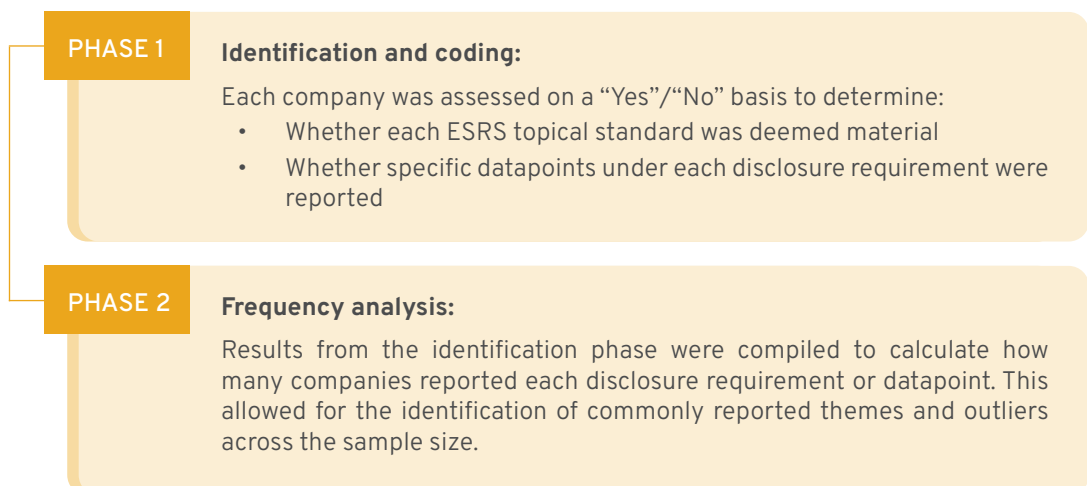 PHASE 1
Identification and coding:
Each company was assessed on a “Yes”/“No” basis to determine:
• Whether each ESRS topical standard was deemed material
• Whether specific datapoints under each disclosure requirement were
reported
PHASE 2
Frequency analysis:
Results from the identification phase were compiled to calculate how
many companies reported each disclosure requirement or datapoint. This
allowed for the identification of commonly reported themes and outliers
across the sample size.